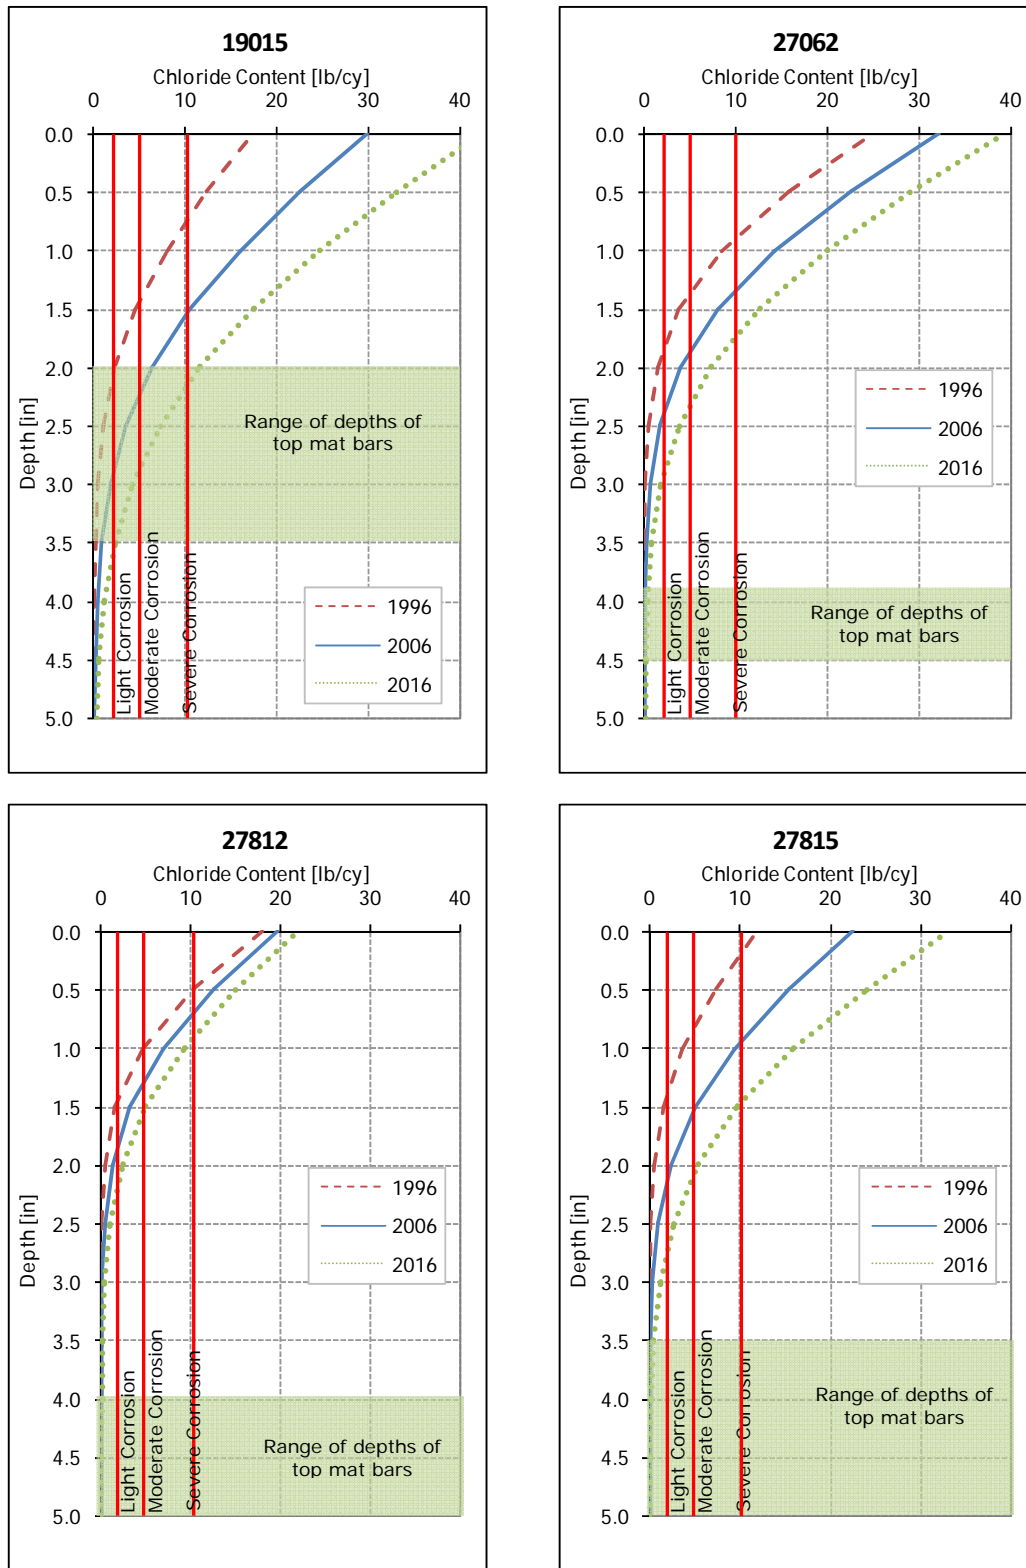 19015
Chloride Content [lb/cy]
0 10 20 30 40
0.0
0.5
1.0
1.5
2.0
2.5
3.0
3.5
4.0
4.5
5.0
Depth [in]
Range of depths of
top mat bars
Light Corrosion
Moderate Corrosion
Severe Corrosion
1996
2006
2016
27062
Chloride Content [lb/cy]
0 10 20 30 40
0.0
0.5
1.0
1.5
2.0
2.5
3.0
3.5
4.0
4.5
5.0
Depth [in]
1996
2006
2016
Range of depths of
top mat bars
Light Corrosion
Moderate Corrosion
Severe Corrosion
27812
Chloride Content [lb/cy]
0 10 20 30 40
0.0
0.5
1.0
1.5
2.0
2.5
3.0
3.5
4.0
4.5
5.0
Depth [in]
1996
2006
2016
Range of depths of
top mat bars
Light Corrosion
Moderate Corrosion
Severe Corrosion
27815
Chloride Content [lb/cy]
0 10 20 30 40
0.0
0.5
1.0
1.5
2.0
2.5
3.0
3.5
4.0
4.5
5.0
Depth [in]
1996
2006
2016
Range of depths of
top mat bars
Light Corrosion
Moderate Corrosion
Severe Corrosion